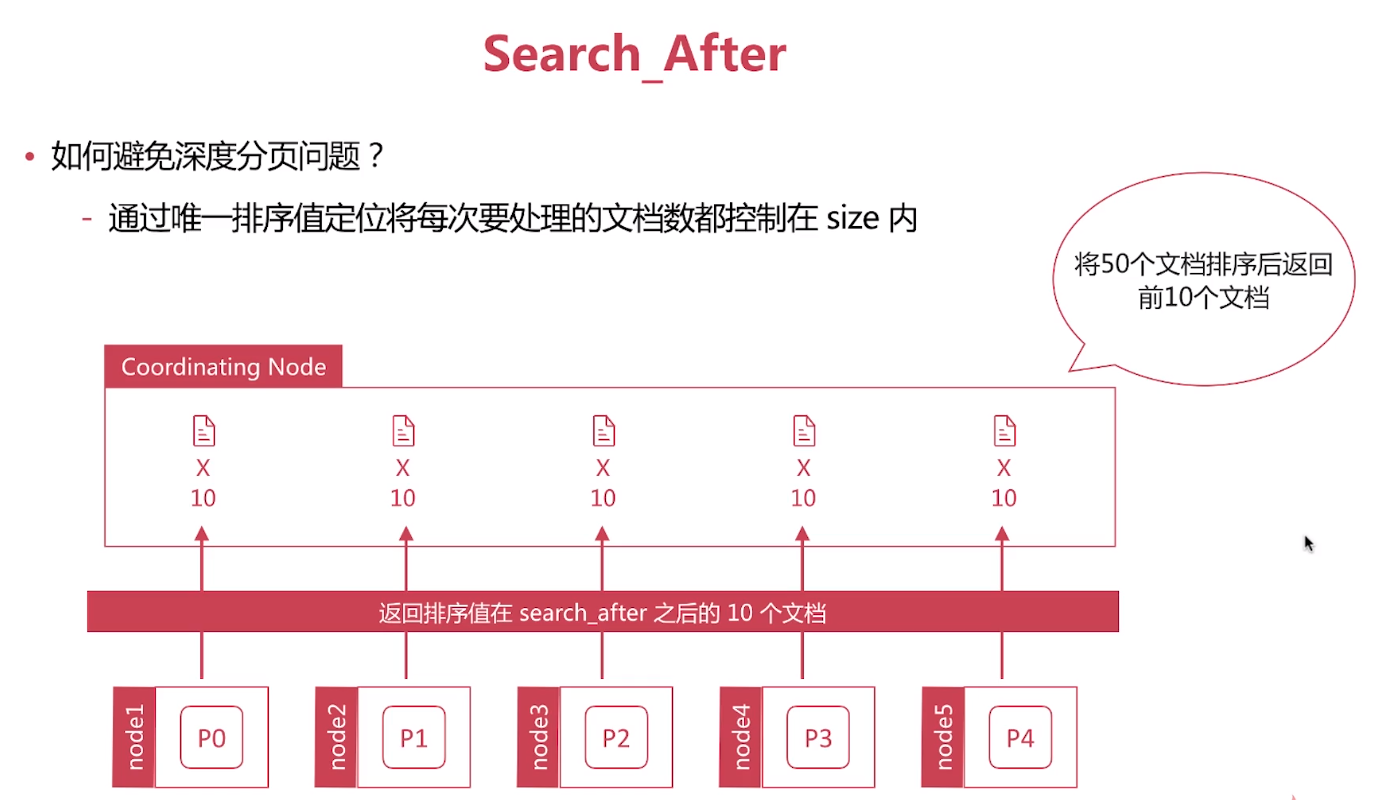 Search_After
• 如何避免深度分页问题？
- 通过唯一排序值定位将每次要处理的文档数都控制在 size 内
将50个文档排序后返回
前10个文档
Coordinating Node
X X X X X
10 10 10 10 10
返回排序值在 search_after 之后的 10 个文档
node1 P0 node2 P1 node3 P2 node4 P3 node5 P4